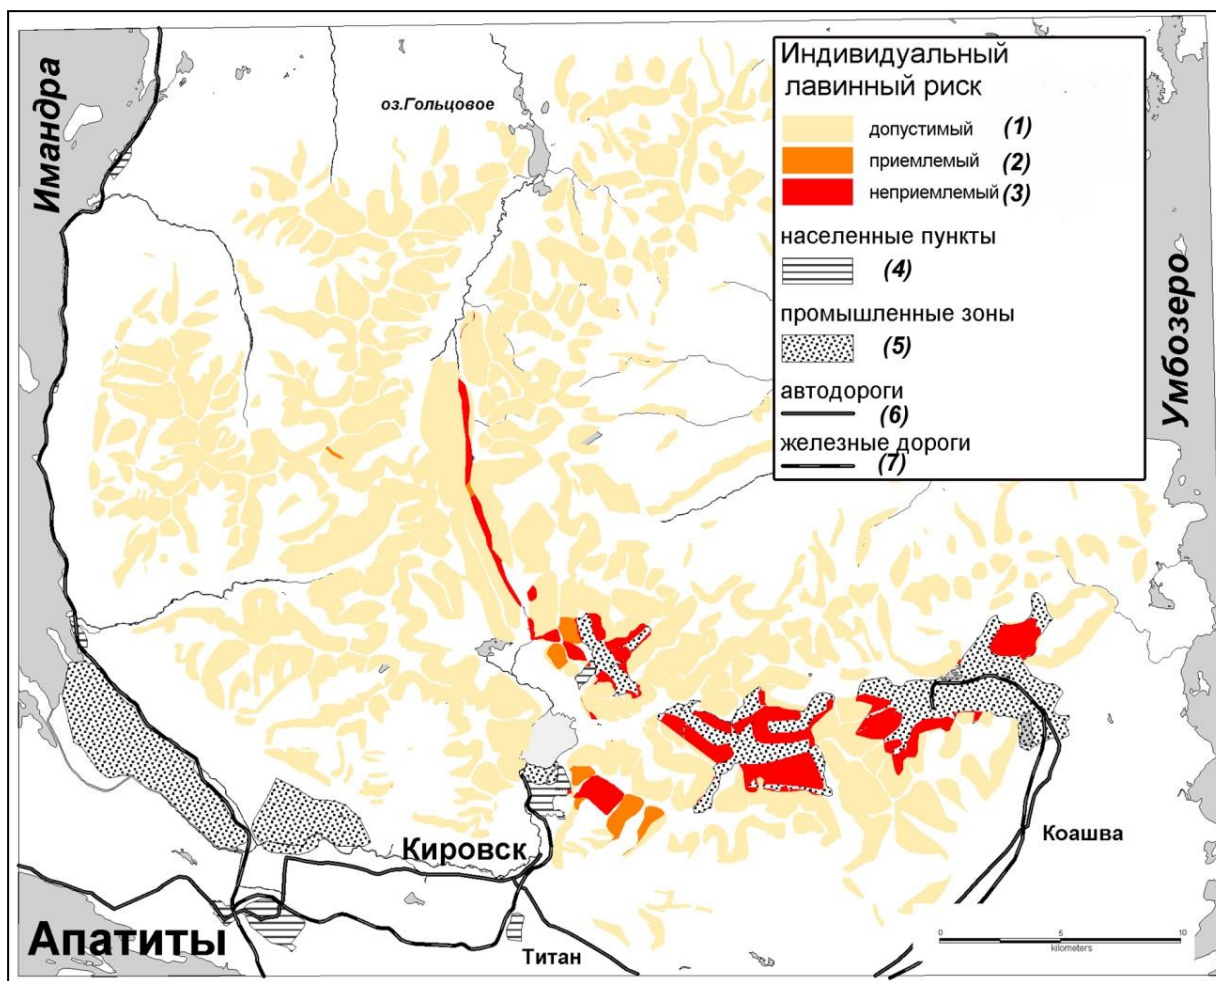 Имандра
оз.Гольцовое
Индивидуальный
лавинный риск
допустимый (1)
приемлемый (2)
неприемлемый (3)
населенные пункты
(4)
промышленные зоны
(5)
автодороги
(6)
железные дороги
(7)
Умбозеро
Кировск
Коашва
Апатиты
Титан
0 5 10
kilometers